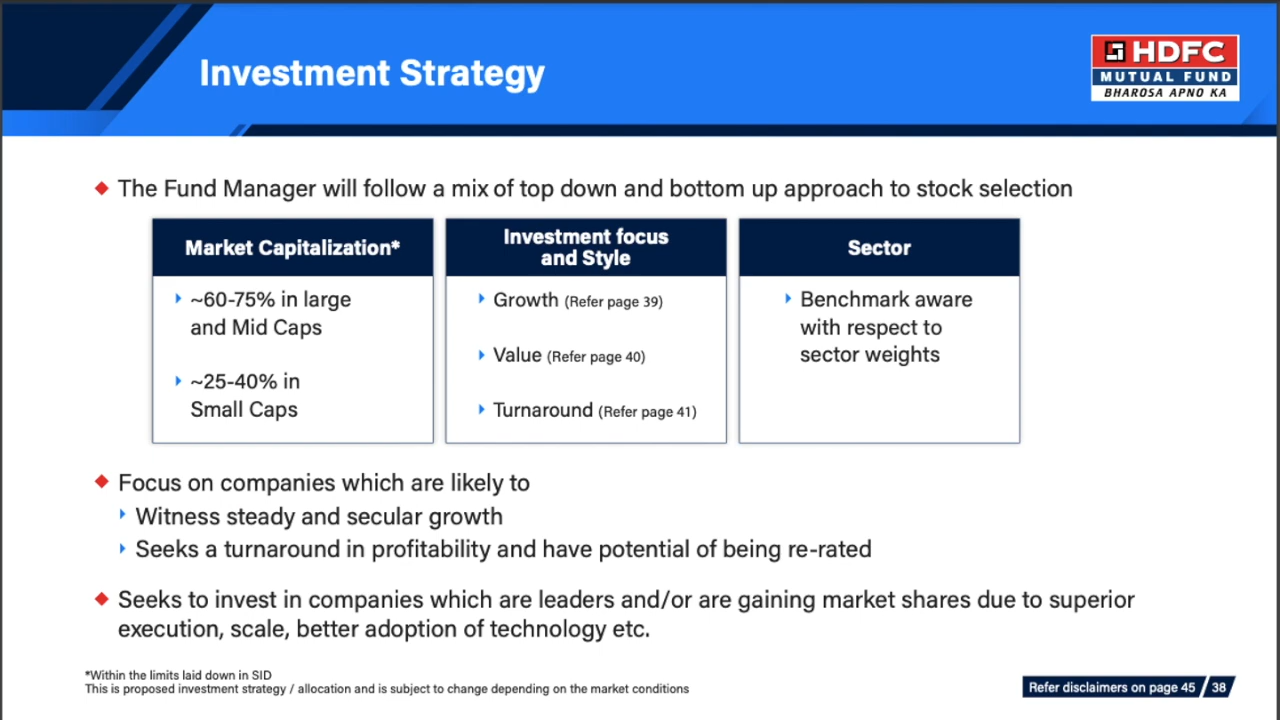 Investment Strategy
HDFC
MUTUAL FUND
BHAROSA APNO KA
The Fund Manager will follow a mix of top down and bottom up approach to stock selection
Market Capitalization*
~60-75% in large
and Mid Caps
~25-40% in
Small Caps
Investment focus
and Style
Growth (Refer page 39)
Value (Refer page 40)
Turnaround (Refer page 41)
Sector
Benchmark aware
with respect to
sector weights
Focus on companies which are likely to
Witness steady and secular growth
Seeks a turnaround in profitability and have potential of being re-rated
Seeks to invest in companies which are leaders and/or are gaining market shares due to superior
execution, scale, better adoption of technology etc.
*Within the limits laid down in SID
This is proposed investment strategy / allocation and is subject to change depending on the market conditions
Refer disclaimers on page 45 / 38